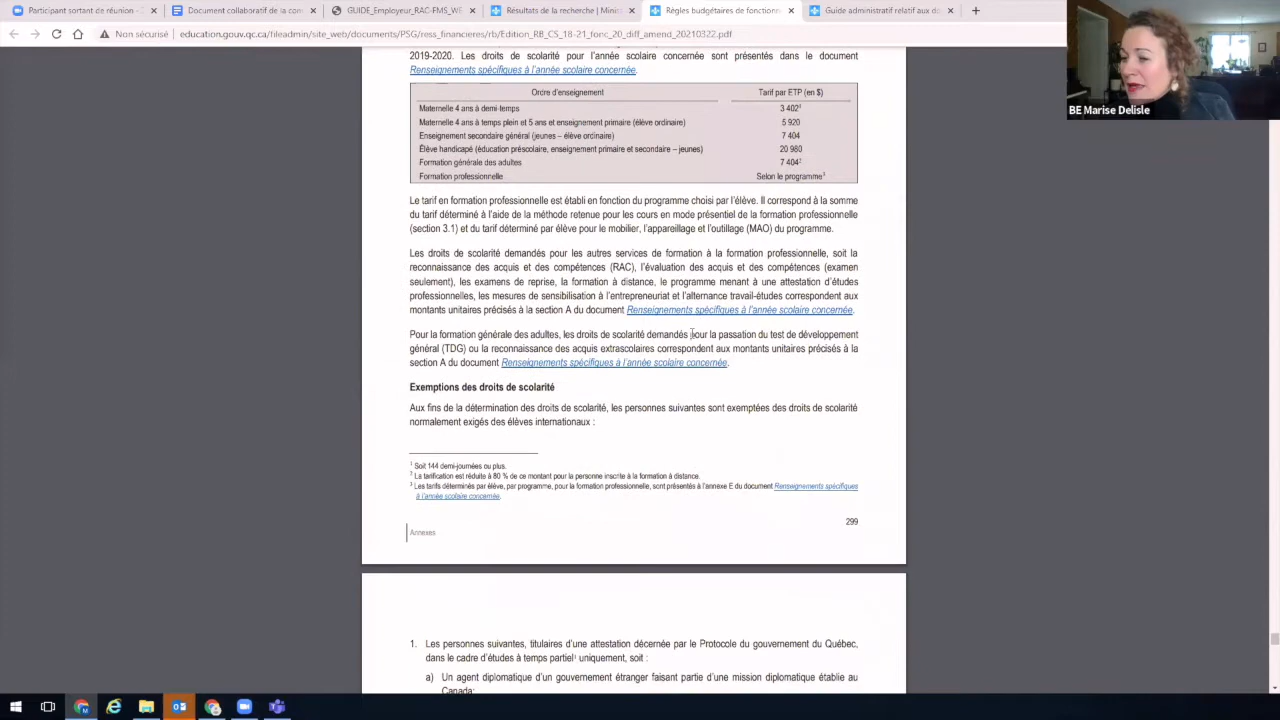 Participant sortant de réunion - Z
Document collaboratif de la con
GUIDE_Employeur_RAC-FMS_WE
Résultats de la recherche | Minist
Règles budgétaires de fonctionn
Guide administratif relatif aux do
Non sécurisé | education.gouv.qc.ca/fileadmin/site_web/documents/PSG/ress_financieres/rb/Edition_RB_CS_18-21_fonc_20_diff_amend_20210322.pdf
BE Marise Delisle
2019-2020. Les droits de scolarité pour l'année scolaire concernée sont présentés dans le document
Renseignements spécifiques à l'année scolaire concernée.
Ordre d'enseignement Tarif par ETP (en $)
Maternelle 4 ans à demi-temps 3 402¹
Maternelle 4 ans à temps plein et 5 ans et enseignement primaire (élève ordinaire) 5 920
Enseignement secondaire général (jeunes – élève ordinaire) 7 404
Élève handicapé (éducation préscolaire, enseignement primaire et secondaire – jeunes) 20 980
Formation générale des adultes 7 404²
Formation professionnelle Selon le programme³
Le tarif en formation professionnelle est établi en fonction du programme choisi par l'élève. Il correspond à la somme
du tarif déterminé à l'aide de la méthode retenue pour les cours en mode présentiel de la formation professionnelle
(section 3.1) et du tarif déterminé par élève pour le mobilier, l'appareillage et l'outillage (MAO) du programme.
Les droits de scolarité demandés pour les autres services de formation à la formation professionnelle, soit la
reconnaissance des acquis et des compétences (RAC), l'évaluation des acquis et des compétences (examen
seulement), les examens de reprise, la formation à distance, le programme menant à une attestation d'études
professionnelles, les mesures de sensibilisation à l'entrepreneuriat et l'alternance travail-études correspondent aux
montants unitaires précisés à la section A du document Renseignements spécifiques à l'année scolaire concernée.
Pour la formation générale des adultes, les droits de scolarité demandés pour la passation du test de développement
général (TDG) ou la reconnaissance des acquis extrascolaires correspondent aux montants unitaires précisés à la
section A du document Renseignements spécifiques à l'année scolaire concernée.
Exemptions des droits de scolarité
Aux fins de la détermination des droits de scolarité, les personnes suivantes sont exemptées des droits de scolarité
normalement exigés des élèves internationaux :
¹ Soit 144 demi-journées ou plus.
² La tarification est réduite à 80 % de ce montant pour la personne inscrite à la formation à distance.
³ Les tarifs déterminés par élève, par programme, pour la formation professionnelle, sont présentés à l'annexe E du document Renseignements spécifiques
à l'année scolaire concernée.
299
Annexes
1. Les personnes suivantes, titulaires d'une attestation décernée par le Protocole du gouvernement du Québec,
dans le cadre d'études à temps partiel¹ uniquement, soit :
a) Un agent diplomatique d'un gouvernement étranger faisant partie d'une mission diplomatique établie au
Canada;